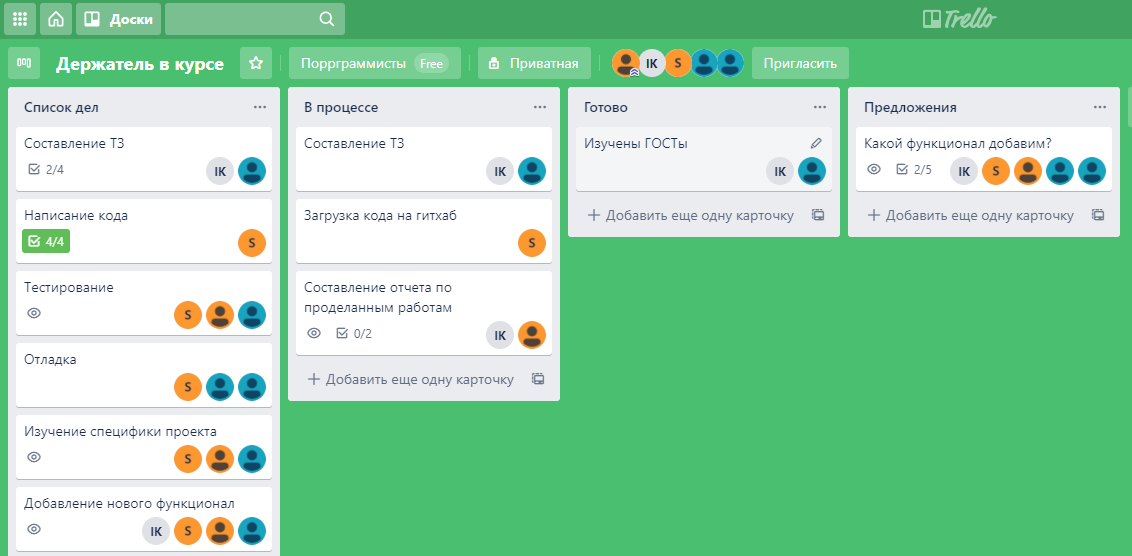 Доски
Trello
Держатель в курсе
Поррграммисты Free
Приватная
IK
S
Пригласить
Список дел
Составление ТЗ
2/4
IK
Написание кода
4/4
S
Тестирование
S
Отладка
S
Изучение специфики проекта
S
Добавление нового функционал
IK
S
В процессе
Составление ТЗ
IK
Загрузка кода на гитхаб
S
Составление отчета по
проделанным работам
0/2
IK
Добавить еще одну карточку
Готово
Изучены ГОСТы
IK
Добавить еще одну карточку
Предложения
Какой функционал добавим?
2/5
IK
S
Добавить еще одну карточку